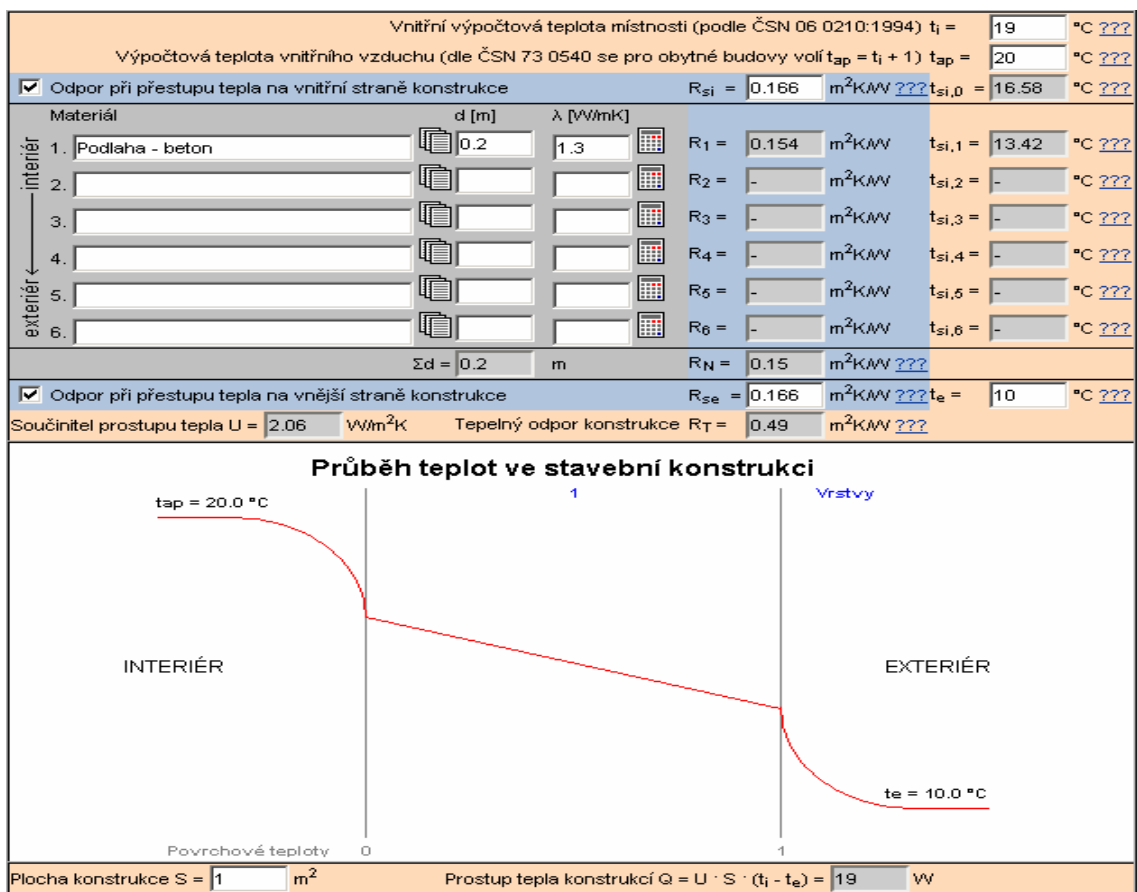 Vnitřní výpočtová teplota místnosti (podle ČSN 06 0210:1994) ti = 19 °C ???
Výpočtová teplota vnitřního vzduchu (dle ČSN 73 0540 se pro obytné budovy volí tap = ti + 1) tap = 20 °C ???
Odpor při přestupu tepla na vnitřní straně konstrukce Rsi = 0.166 m2K/W ??? tsi,0 = 16.58 °C ???
Materiál d [m] λ [W/mK]
1. Podlaha - beton 0.2 1.3 R1 = 0.154 m2K/W tsi,1 = 13.42 °C ???
2. R2 = - m2K/W tsi,2 = - °C ???
3. R3 = - m2K/W tsi,3 = - °C ???
4. R4 = - m2K/W tsi,4 = - °C ???
5. R5 = - m2K/W tsi,5 = - °C ???
6. R6 = - m2K/W tsi,6 = - °C ???
exteriér ← interiér
Σd = 0.2 m RN = 0.15 m2K/W ???
Odpor při přestupu tepla na vnější straně konstrukce Rse = 0.166 m2K/W ??? te = 10 °C ???
Součinitel prostupu tepla U = 2.06 W/m2K Tepelný odpor konstrukce RT = 0.49 m2K/W ???
Průběh teplot ve stavební konstrukci
1 Vrstvy
tap = 20.0 °C
INTERIÉR EXTERIÉR
te = 10.0 °C
Povrchové teploty 0 1
Plocha konstrukce S = 1 m2 Prostup tepla konstrukcí Q = U · S · (ti - te) = 19 W